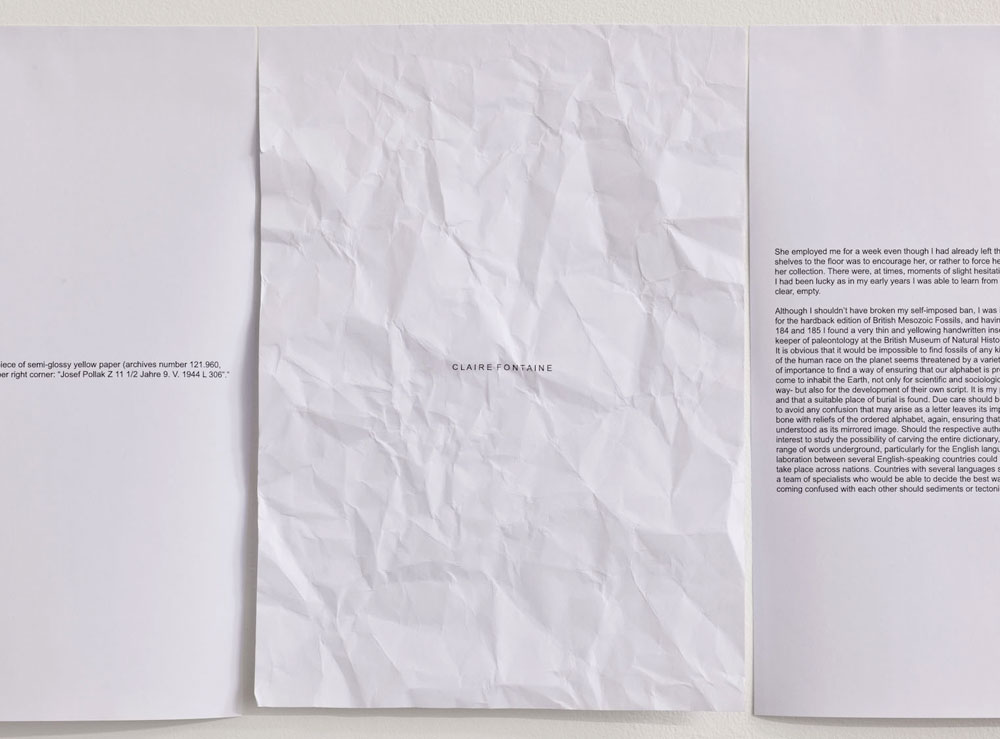 piece of semi-glossy yellow paper (archives number 121.960,
er right corner: "Josef Pollak Z 11 1/2 Jahre 9. V. 1944 L 306"."
CLAIRE FONTAINE
She employed me for a week even though I had already left th
shelves to the floor was to encourage her, or rather to force he
her collection. There were, at times, moments of slight hesitati
I had been lucky as in my early years I was able to learn from
clear, empty.
Although I shouldn't have broken my self-imposed ban, I was
for the hardback edition of British Mesozoic Fossils, and havin
184 and 185 I found a very thin and yellowing handwritten inse
keeper of paleontology at the British Museum of Natural Histo
It is obvious that it would be impossible to find fossils of any ki
of the human race on the planet seems threatened by a variet
of importance to find a way of ensuring that our alphabet is pre
come to inhabit the Earth, not only for scientific and sociologic
way- but also for the development of their own script. It is my
and that a suitable place of burial is found. Due care should b
to avoid any confusion that may arise as a letter leaves its imp
bone with reliefs of the ordered alphabet, again, ensuring that
understood as its mirrored image. Should the respective autho
interest to study the possibility of carving the entire dictionary,
range of words underground, particularly for the English langu
laboration between several English-speaking countries could
take place across nations. Countries with several languages s
a team of specialists who would be able to decide the best wa
coming confused with each other should sediments or tectoni